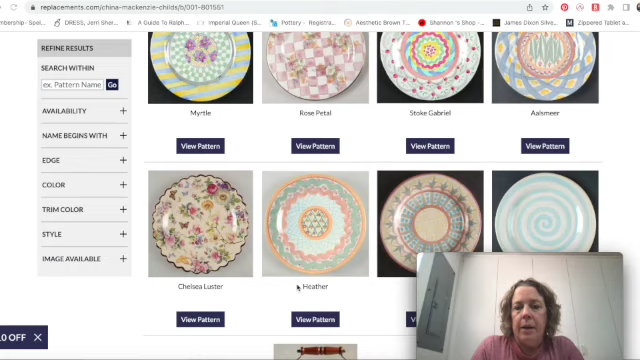 replacements.com/china-mackenzie-childs/b/001-801551
DRESS, Jerri Sher...
A Guide To Ralph...
Imperial Queen (S...
Pottery - Registra...
Aesthetic Brown T...
Shannon 's Shop -...
James Dixon Silve...
Zippered Tablet a...
REFINE RESULTS
SEARCH WITHIN
ex. Pattern Name
Go
AVAILABILITY
NAME BEGINS WITH
EDGE
COLOR
TRIM COLOR
STYLE
IMAGE AVAILABLE
Myrtle
Rose Petal
Stoke Gabriel
Aalsmeer
View Pattern
View Pattern
View Pattern
View Pattern
Chelsea Luster
Heather
View Pattern
View Pattern
0 OFF